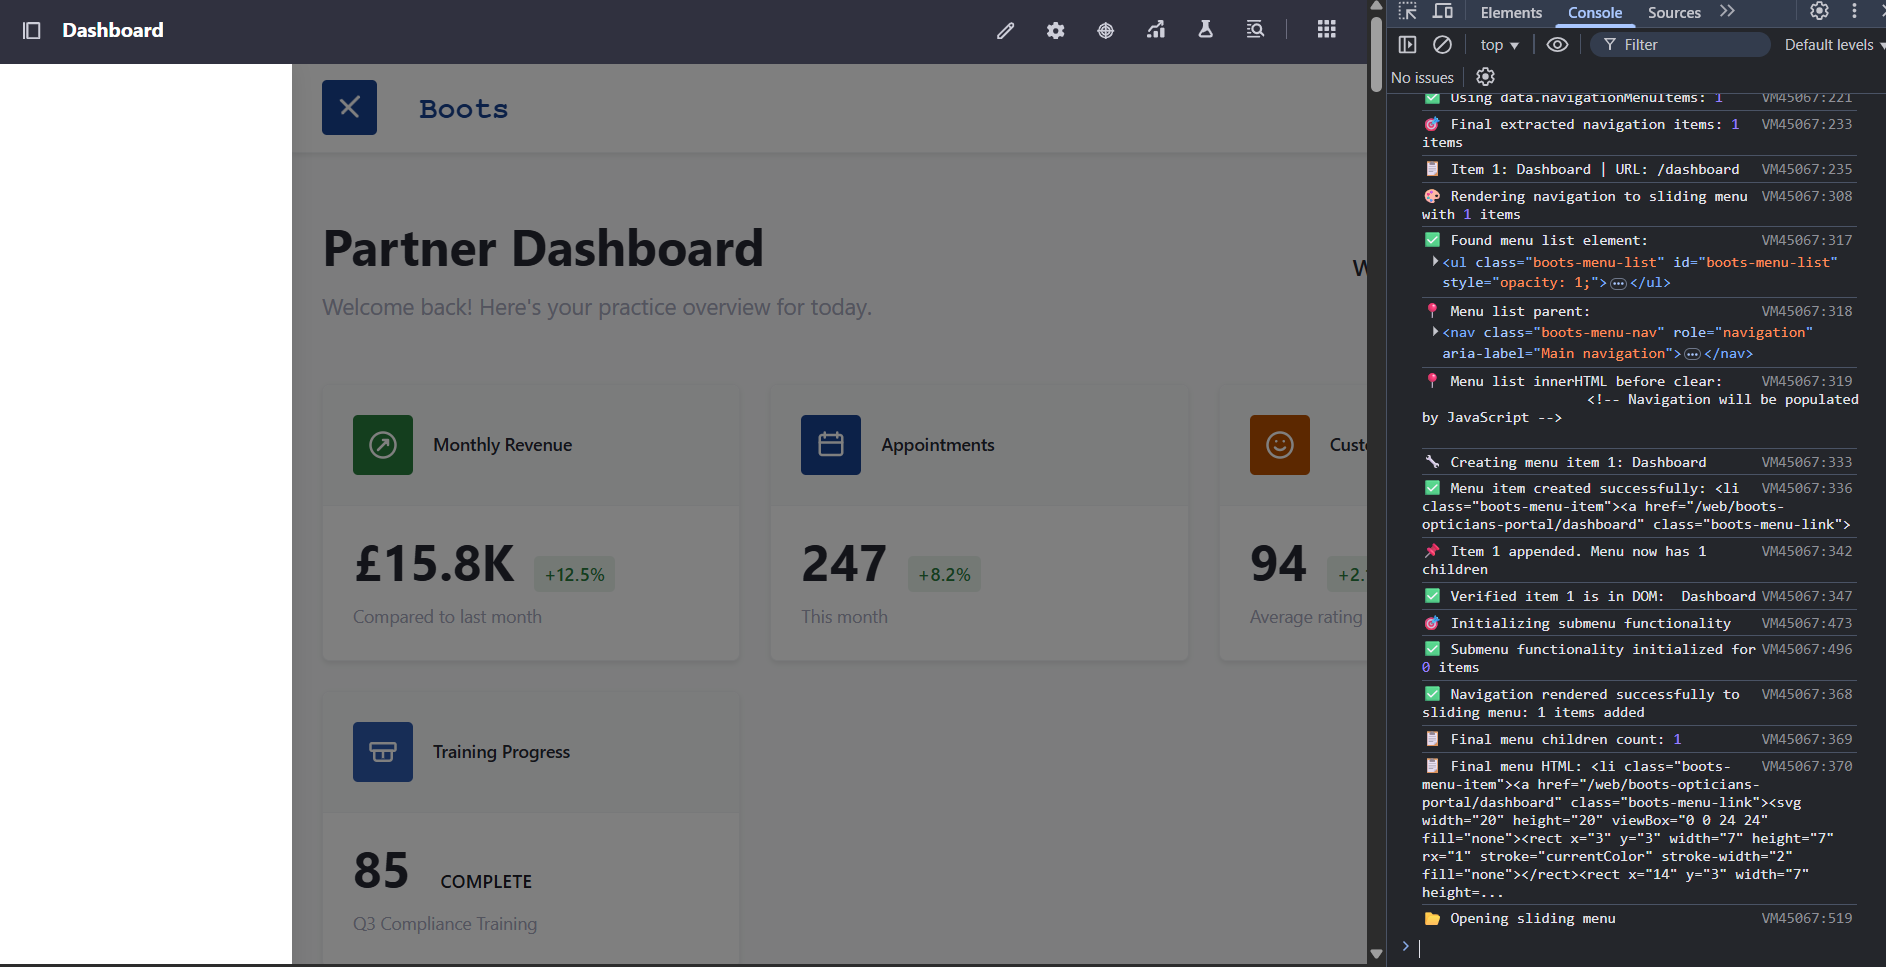 Dashboard
Boots
Partner Dashboard
W
Welcome back! Here's your practice overview for today.
Monthly Revenue
£15.8K +12.5%
Compared to last month
Appointments
247 +8.2%
This month
Custo
94 +2.
Average rating
Training Progress
85 COMPLETE
Q3 Compliance Training
Elements Console Sources
top Filter Default levels
No issues
Using data.navigationMenuItems: 1 VM45067:221
Final extracted navigation items: 1 VM45067:233
items
Item 1: Dashboard | URL: /dashboard VM45067:235
Rendering navigation to sliding menu VM45067:308
with 1 items
Found menu list element: VM45067:317
<ul class="boots-menu-list" id="boots-menu-list"
style="opacity: 1;">…</ul>
Menu list parent: VM45067:318
<nav class="boots-menu-nav" role="navigation"
aria-label="Main navigation">…</nav>
Menu list innerHTML before clear: VM45067:319
<!-- Navigation will be populated
by JavaScript -->
Creating menu item 1: Dashboard VM45067:333
Menu item created successfully: <li VM45067:336
class="boots-menu-item"><a href="/web/boots-
opticians-portal/dashboard" class="boots-menu-link">
Item 1 appended. Menu now has 1 VM45067:342
children
Verified item 1 is in DOM: Dashboard VM45067:347
Initializing submenu functionality VM45067:473
Submenu functionality initialized for VM45067:496
0 items
Navigation rendered successfully to VM45067:368
sliding menu: 1 items added
Final menu children count: 1 VM45067:369
Final menu HTML: <li class="boots- VM45067:370
menu-item"><a href="/web/boots-opticians-
portal/dashboard" class="boots-menu-link"><svg
width="20" height="20" viewBox="0 0 24 24"
fill="none"><rect x="3" y="3" width="7" height="7"
rx="1" stroke="currentColor" stroke-width="2"
fill="none"></rect><rect x="14" y="3" width="7"
height=...
Opening sliding menu VM45067:519